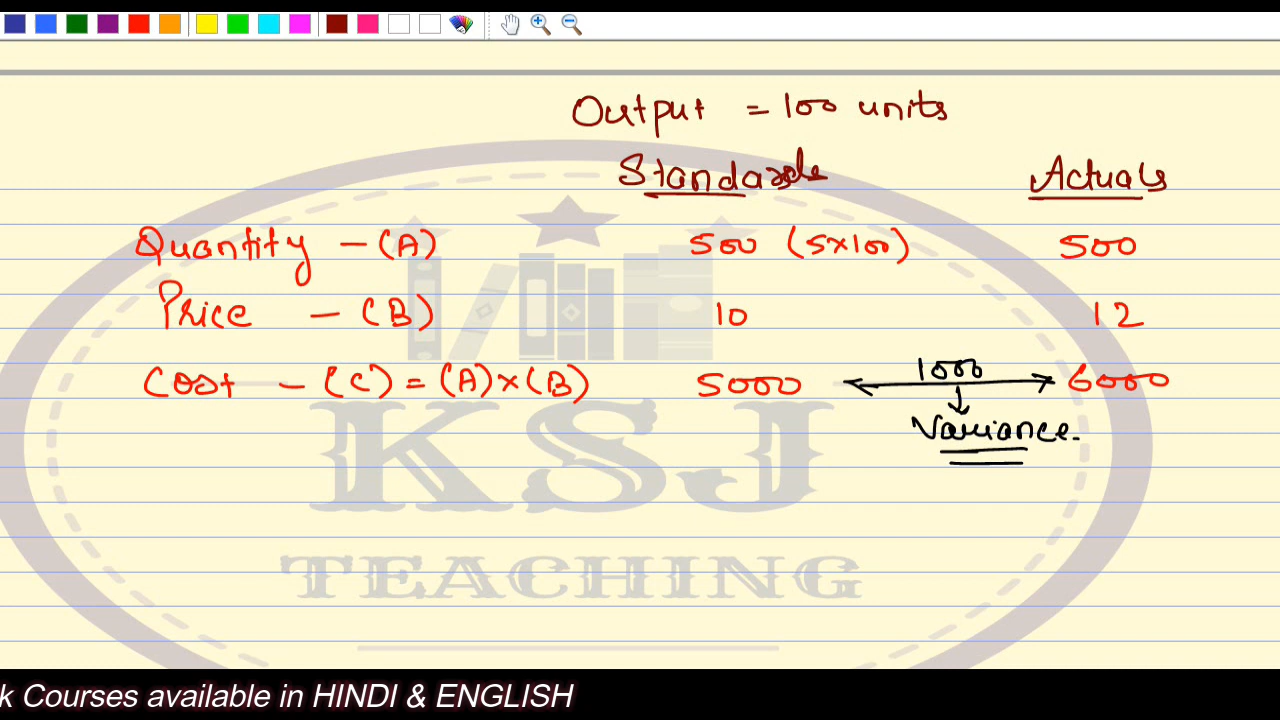 Output = 100 units
Standards Actuals
Quantity - (A) 500 (5x100) 500
Price - (B) 10 12
Cost - (C) = (A)x(B) 5000 1000 6000
Variance.
KSJ
TEACHING
k Courses available in HINDI & ENGLISH